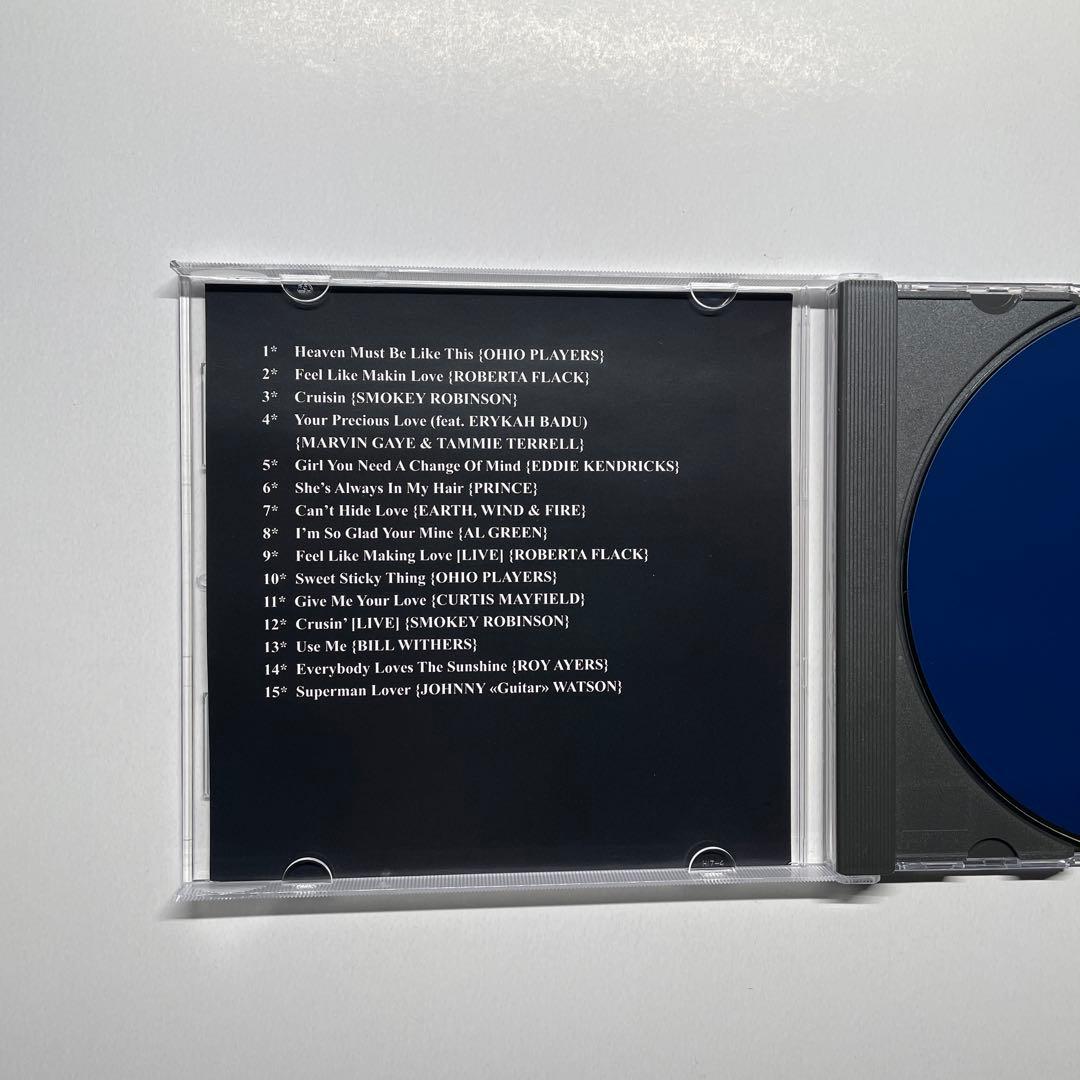 1* Heaven Must Be Like This {OHIO PLAYERS}
2* Feel Like Makin Love {ROBERTA FLACK}
3* Cruisin {SMOKEY ROBINSON}
4* Your Precious Love (feat. ERYKAH BADU)
{MARVIN GAYE & TAMMIE TERRELL}
5* Girl You Need A Change Of Mind {EDDIE KENDRICKS}
6* She's Always In My Hair {PRINCE}
7* Can't Hide Love {EARTH, WIND & FIRE}
8* I'm So Glad Your Mine {AL GREEN}
9* Feel Like Making Love [LIVE] {ROBERTA FLACK}
10* Sweet Sticky Thing {OHIO PLAYERS}
11* Give Me Your Love {CURTIS MAYFIELD}
12* Crusin' [LIVE] {SMOKEY ROBINSON}
13* Use Me {BILL WITHERS}
14* Everybody Loves The Sunshine {ROY AYERS}
15* Superman Lover {JOHNNY «Guitar» WATSON}